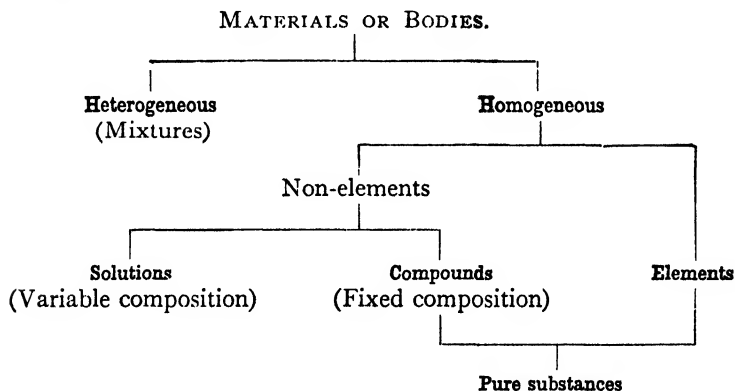 MATERIALS OR BODIES.
Heterogeneous
(Mixtures)
Homogeneous
Non-elements
Solutions
(Variable composition)
Compounds
(Fixed composition)
Elements
Pure substances